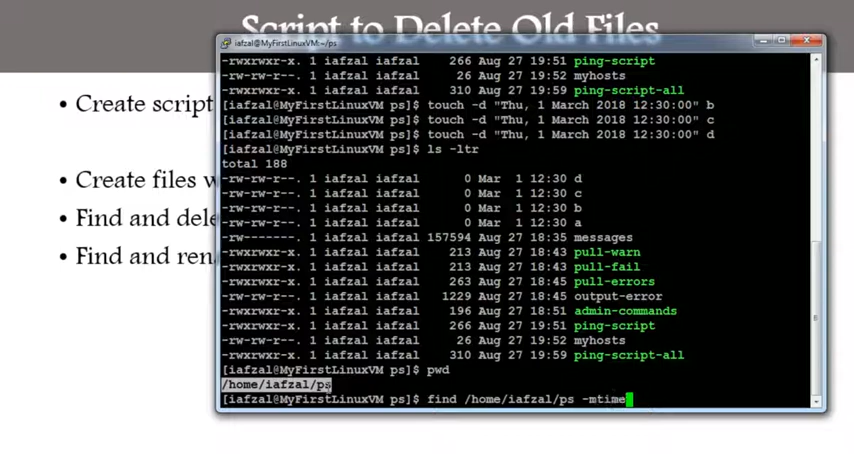 Script to Delete Old Files
• Create script
• Create files w
• Find and dele
• Find and ren
iafzal@MyFirstLinuxVM:~/ps
-rwxrwxr-x. 1 iafzal iafzal 266 Aug 27 19:51 ping-script
-rw-rw-r--. 1 iafzal iafzal 26 Aug 27 19:52 myhosts
-rwxrwxr-x. 1 iafzal iafzal 310 Aug 27 19:59 ping-script-all
[iafzal@MyFirstLinuxVM ps]$ touch -d "Thu, 1 March 2018 12:30:00" b
[iafzal@MyFirstLinuxVM ps]$ touch -d "Thu, 1 March 2018 12:30:00" c
[iafzal@MyFirstLinuxVM ps]$ touch -d "Thu, 1 March 2018 12:30:00" d
[iafzal@MyFirstLinuxVM ps]$ ls -ltr
total 188
-rw-rw-r--. 1 iafzal iafzal 0 Mar 1 12:30 d
-rw-rw-r--. 1 iafzal iafzal 0 Mar 1 12:30 c
-rw-rw-r--. 1 iafzal iafzal 0 Mar 1 12:30 b
-rw-rw-r--. 1 iafzal iafzal 0 Mar 1 12:30 a
-rw-------. 1 iafzal iafzal 157594 Aug 27 18:35 messages
-rwxrwxr-x. 1 iafzal iafzal 213 Aug 27 18:43 pull-warn
-rwxrwxr-x. 1 iafzal iafzal 213 Aug 27 18:43 pull-fail
-rwxrwxr-x. 1 iafzal iafzal 263 Aug 27 18:45 pull-errors
-rw-rw-r--. 1 iafzal iafzal 1229 Aug 27 18:45 output-error
-rwxrwxr-x. 1 iafzal iafzal 196 Aug 27 18:51 admin-commands
-rwxrwxr-x. 1 iafzal iafzal 266 Aug 27 19:51 ping-script
-rw-rw-r--. 1 iafzal iafzal 26 Aug 27 19:52 myhosts
-rwxrwxr-x. 1 iafzal iafzal 310 Aug 27 19:59 ping-script-all
[iafzal@MyFirstLinuxVM ps]$ pwd
/home/iafzal/ps
[iafzal@MyFirstLinuxVM ps]$ find /home/iafzal/ps -mtime